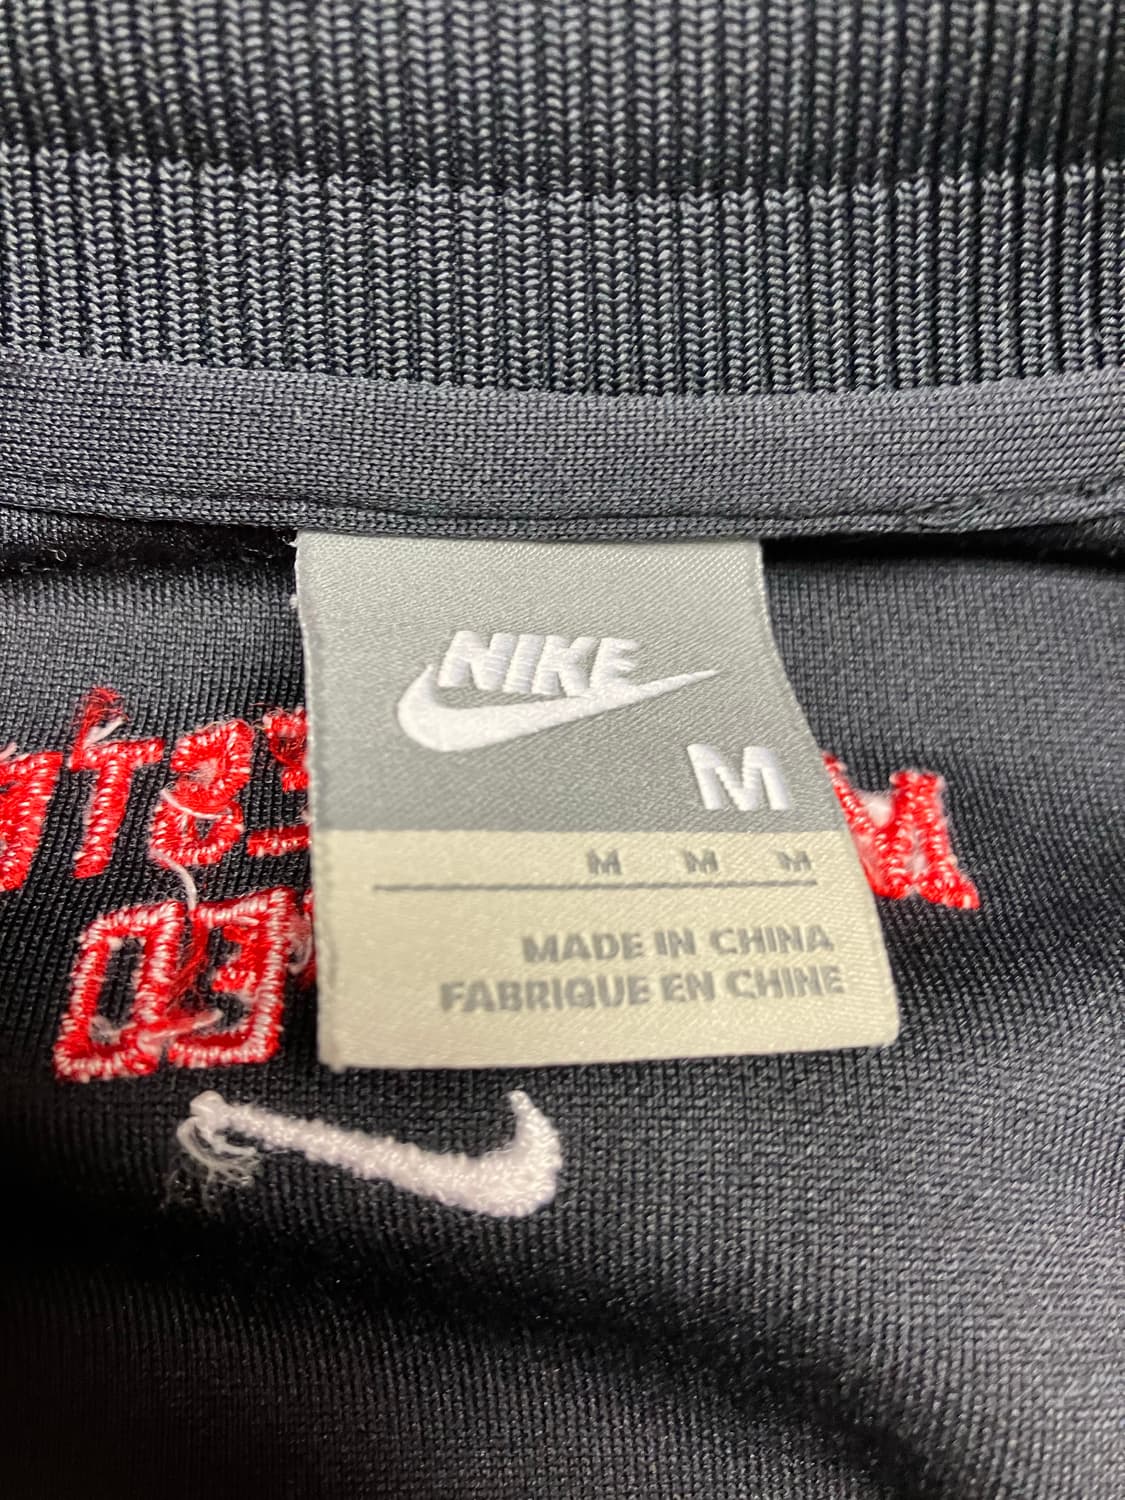 NIKE
M
M M M
MADE IN CHINA
FABRIQUE EN CHINE